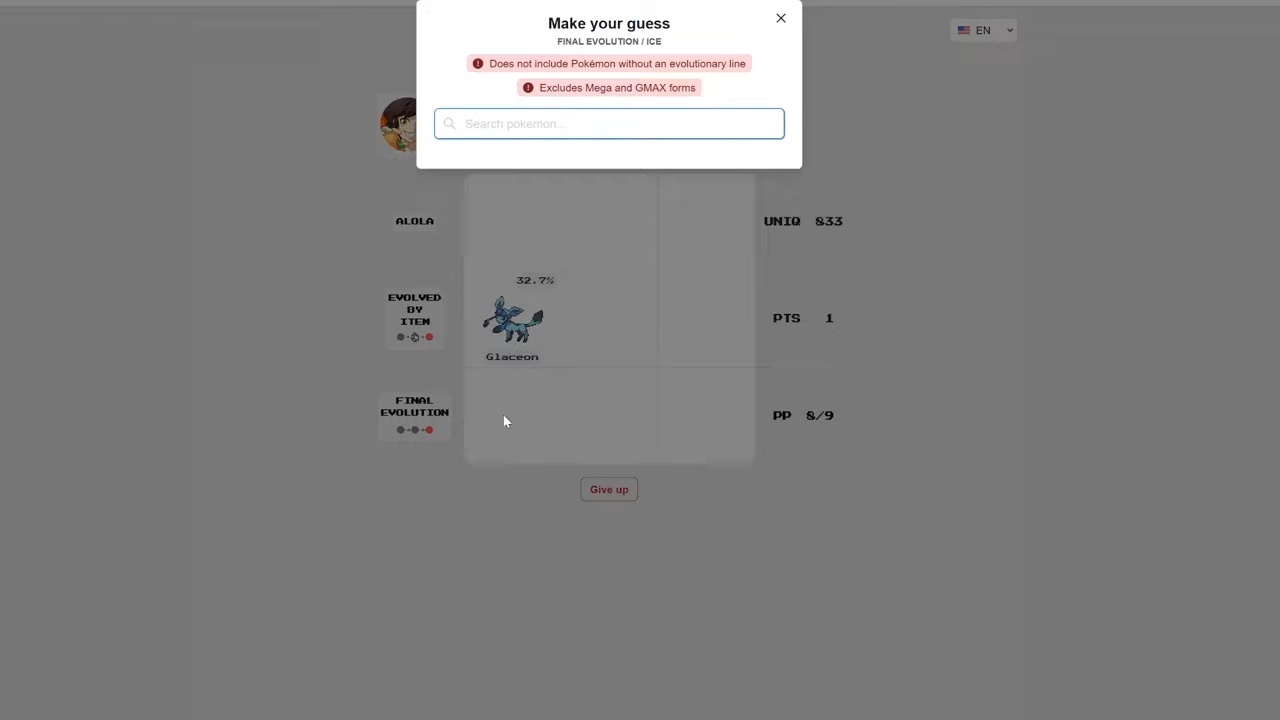 Make your guess
FINAL EVOLUTION / ICE
Does not include Pokémon without an evolutionary line
Excludes Mega and GMAX forms
Search pokemon...
EN
ALOLA
UNIQ 833
32.7%
EVOLVED
BY
ITEM
PTS 1
Glaceon
FINAL
EVOLUTION
PP 8/9
Give up